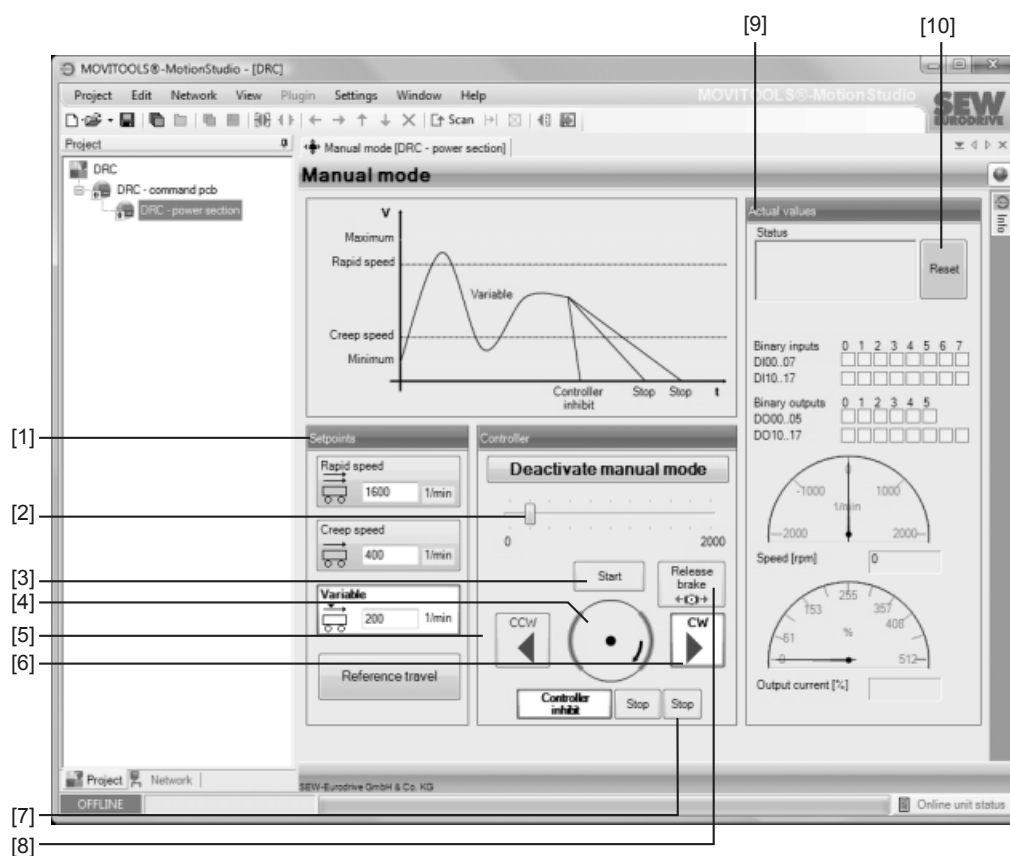 [9]
[10]
MOVITOOLS®-MotionStudio - [DRC]
Project Edit Network View Plugin Settings Window Help
MOVITOOLS®-MotionStudio
SEW
EURODRIVE
Scan
Project
Manual mode [DRC - power section]
DRC
DRC - command pcb
DRC - power section
Manual mode
Info
V
Maximum
Rapid speed
Variable
Creep speed
Minimum
Controller inhibit
Stop
Stop
t
Actual values
Status
Reset
Binary inputs 0 1 2 3 4 5 6 7
DI00..07
DI10..17
Binary outputs 0 1 2 3 4 5
DO00..05
DO10..17
[1]
Setpoints
Rapid speed
1600 1/min
Creep speed
400 1/min
Variable
200 1/min
Reference travel
Controller
Deactivate manual mode
[2]
0 2000
[3]
Start
Release brake
[4]
[5]
CCW
CW
[6]
Controller inhibit
Stop
Stop
0
-1000 1000
1/min
-2000 2000
Speed [rpm] 0
255
153 357
408
51 %
0 512
Output current [%]
Project Network
SEW-Eurodrive GmbH & Co. KG
OFFLINE
Online unit status
[7]
[8]